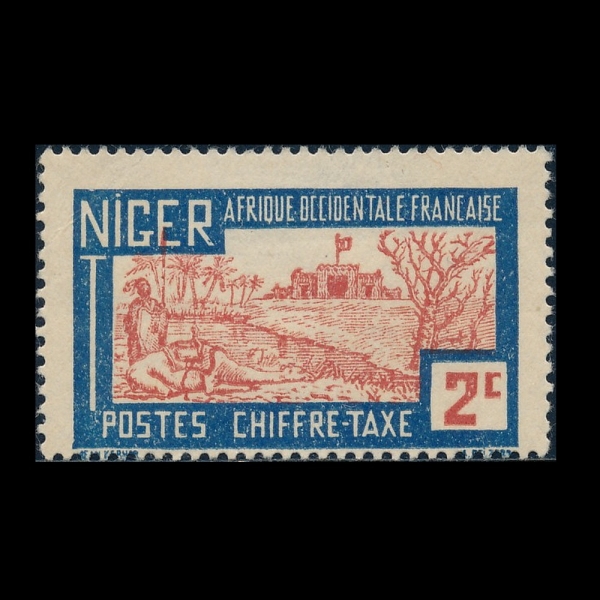 NIGER
AFRIQUE OCCIDENTALE FRANÇAISE
POSTES CHIFFRE-TAXE
2c